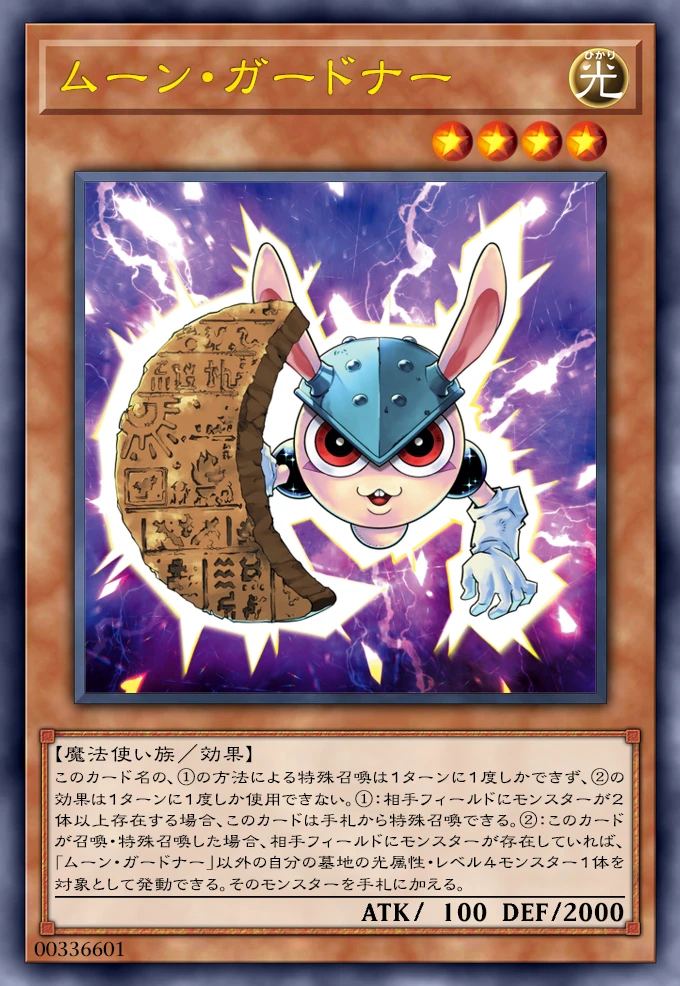 ムーン・ガードナー
ひかり
光
【魔法使い族／効果】
このカード名の、①の方法による特殊召喚は1ターンに1度しかできず、②の
効果は1ターンに1度しか使用できない。①：相手フィールドにモンスターが2
体以上存在する場合、このカードは手札から特殊召喚できる。②：このカード
が召喚・特殊召喚した場合、相手フィールドにモンスターが存在していれば、
「ムーン・ガードナー」以外の自分の墓地の光属性・レベル4モンスター1体を
対象として発動できる。そのモンスターを手札に加える。
ATK/ 100 DEF/2000
00336601